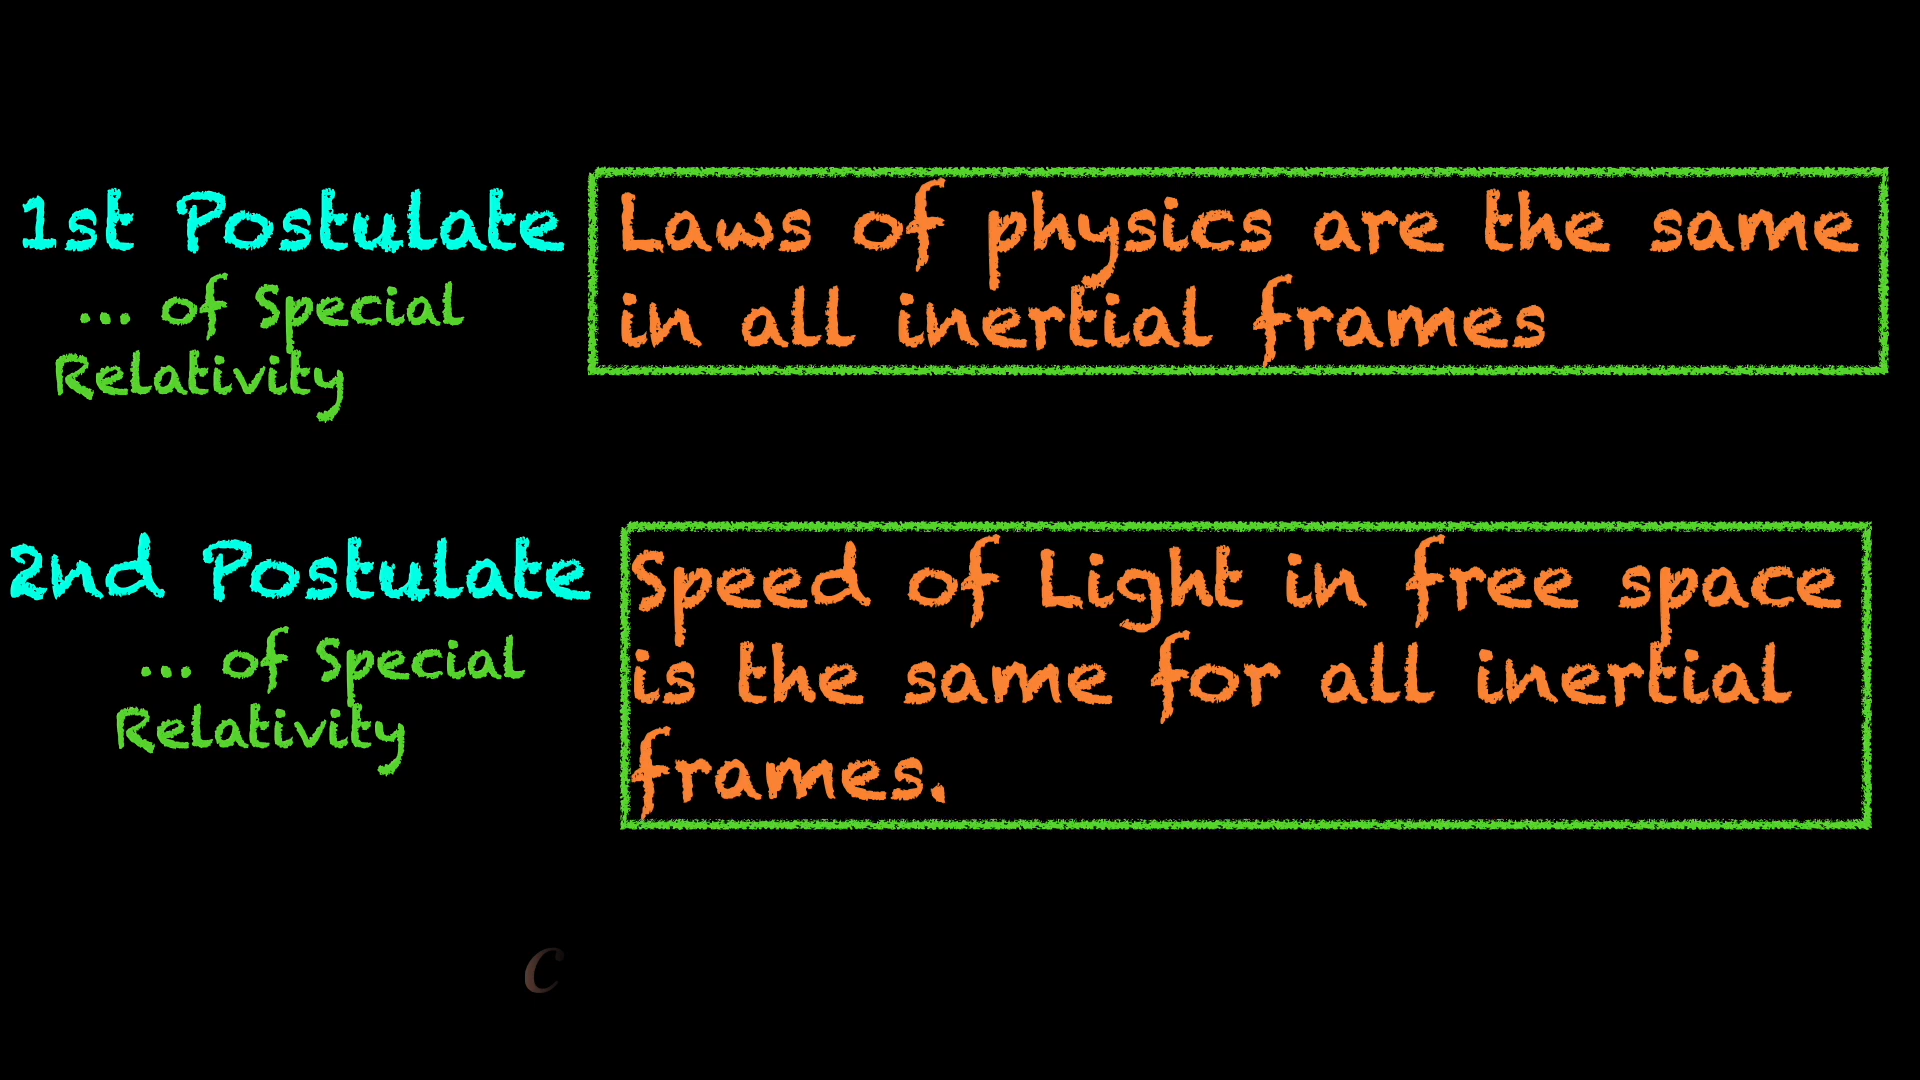 1st Postulate
... of Special
Relativity
Laws of physics are the same
in all inertial frames
2nd Postulate
... of Special
Relativity
Speed of Light in free space
is the same for all inertial
frames.
c